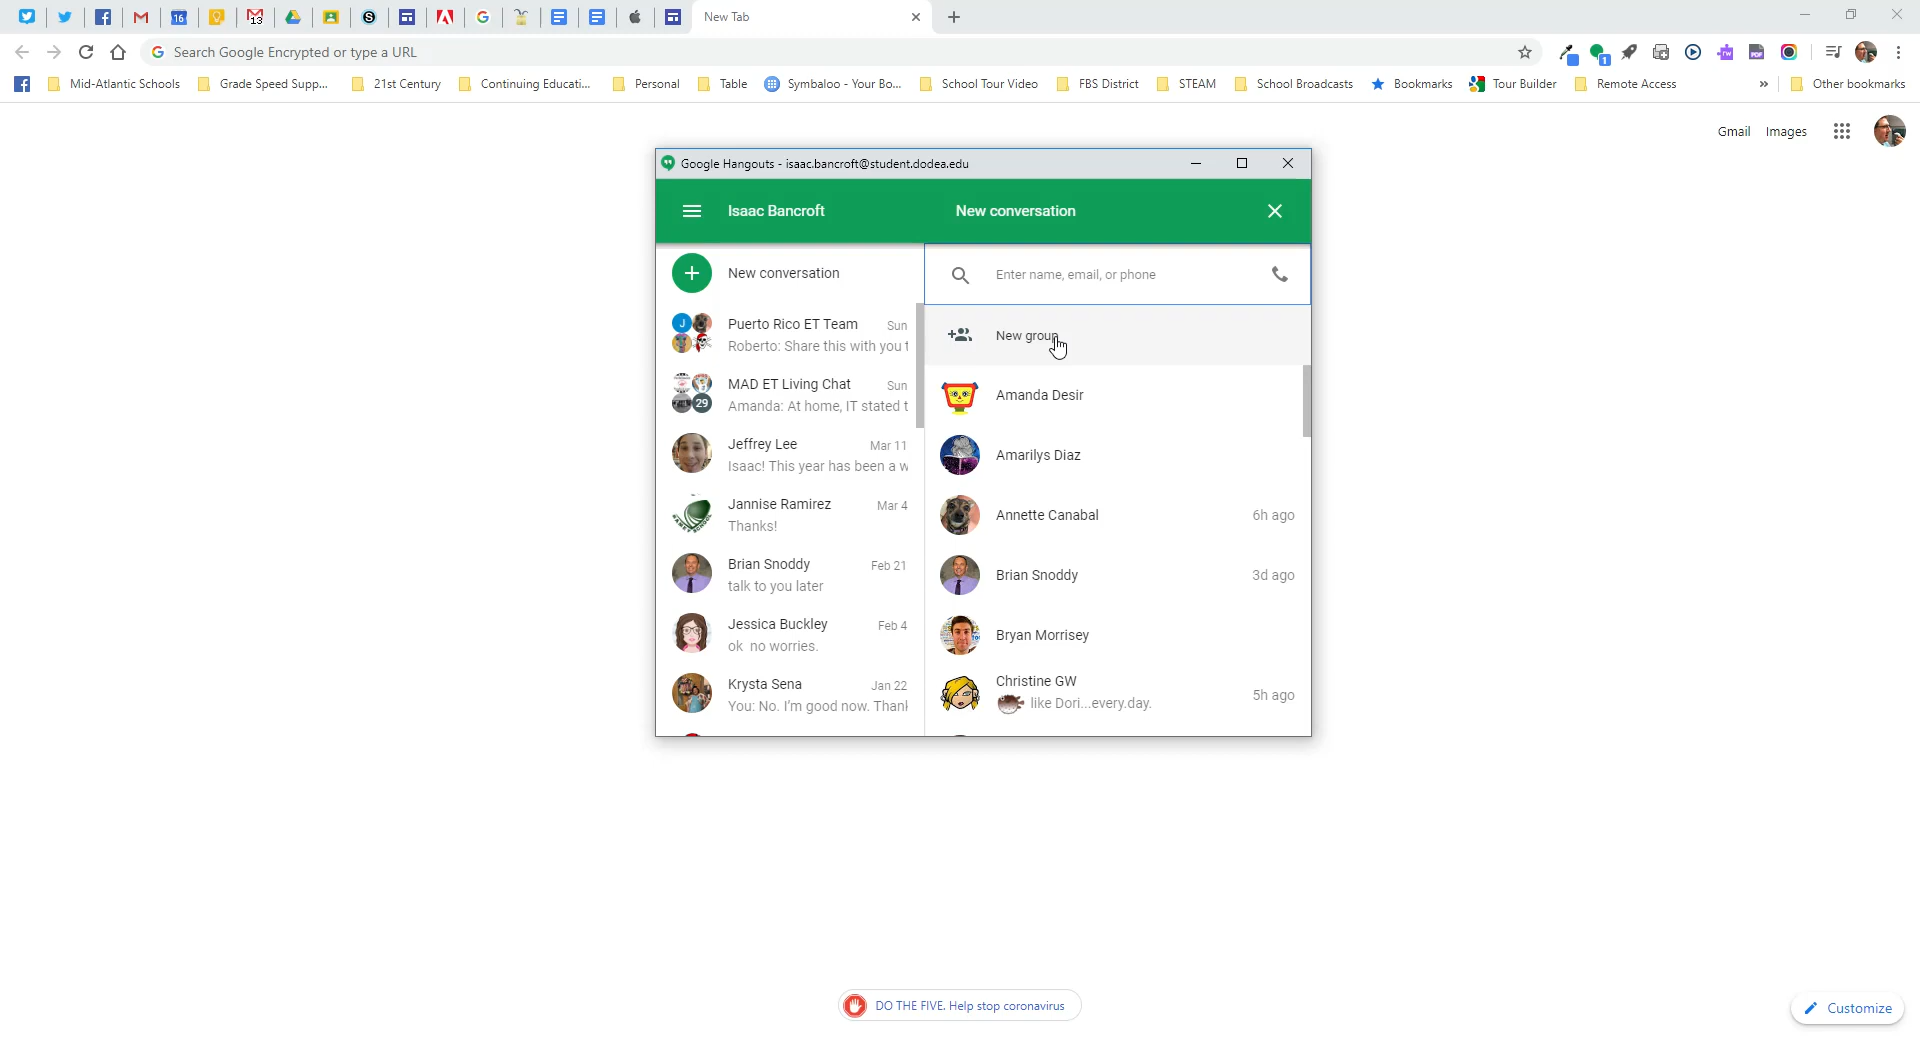 16
13
New Tab
Search Google Encrypted or type a URL
1
rw
PDF
Mid-Atlantic Schools
Grade Speed Supp...
21st Century
Continuing Educati...
Personal
Table
Symbaloo - Your Bo...
School Tour Video
FBS District
STEAM
School Broadcasts
Bookmarks
Tour Builder
Remote Access
»
Other bookmarks
Gmail
Images
Google Hangouts - isaac.bancroft@student.dodea.edu
Isaac Bancroft
New conversation
New conversation
Puerto Rico ET Team Sun
Roberto: Share this with you t
MAD ET Living Chat Sun
29
Amanda: At home, IT stated t
Jeffrey Lee Mar 11
Isaac! This year has been a w
Jannise Ramirez Mar 4
Thanks!
Brian Snoddy Feb 21
talk to you later
Jessica Buckley Feb 4
ok no worries.
Krysta Sena Jan 22
You: No. I'm good now. Thank
Enter name, email, or phone
New group
Amanda Desir
Amarilys Diaz
Annette Canabal 6h ago
Brian Snoddy 3d ago
Bryan Morrisey
Christine GW
like Dori...every.day. 5h ago
DO THE FIVE. Help stop coronavirus
Customize